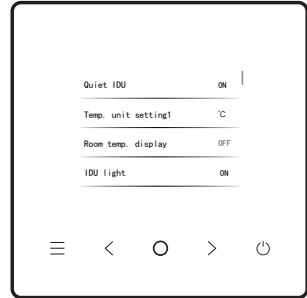 Quiet IDU ON
Temp. unit setting1 ℃
Room temp. display OFF
IDU light ON